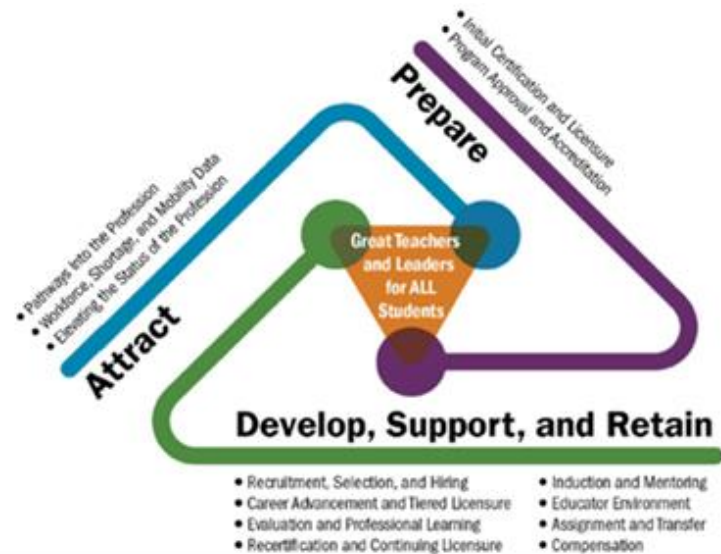 • Initial Certification and Licensure
• Program Approval and Accreditation
Prepare
• Pathways Into the Profession
• Workforce, Shortage, and Mobility Data
• Elevating the Status of the Profession
Attract
Great Teachers
and Leaders
for ALL
Students
Develop, Support, and Retain
• Recruitment, Selection, and Hiring
• Career Advancement and Tiered Licensure
• Evaluation and Professional Learning
• Recertification and Continuing Licensure
• Induction and Mentoring
• Educator Environment
• Assignment and Transfer
• Compensation